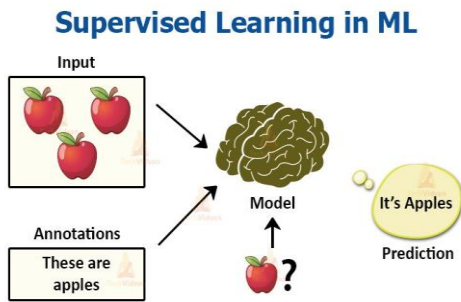 Supervised Learning in ML
Input
Annotations
These are
apples
Model
?
It's Apples
Prediction